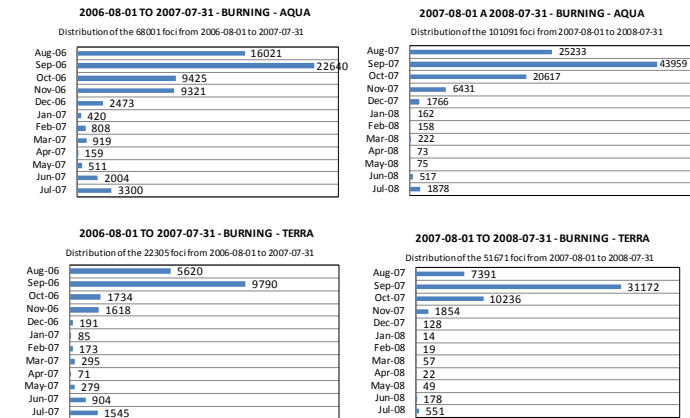 2006-08-01 TO 2007-07-31 - BURNING - AQUA
Distribution of the 68001 foci from 2006-08-01 to 2007-07-31
Aug-06 16021
Sep-06 22640
Oct-06 9425
Nov-06 9321
Dec-06 2473
Jan-07 420
Feb-07 808
Mar-07 919
Apr-07 159
May-07 511
Jun-07 2004
Jul-07 3300
2007-08-01 A 2008-07-31 - BURNING - AQUA
Distribution of the 101091 foci from 2007-08-01 to 2008-07-31
Aug-07 25233
Sep-07 43959
Oct-07 20617
Nov-07 6431
Dec-07 1766
Jan-08 162
Feb-08 158
Mar-08 222
Apr-08 73
May-08 75
Jun-08 517
Jul-08 1878
2006-08-01 TO 2007-07-31 - BURNING - TERRA
Distribution of the 22305 foci from 2006-08-01 to 2007-07-31
Aug-06 5620
Sep-06 9790
Oct-06 1734
Nov-06 1618
Dec-06 191
Jan-07 85
Feb-07 173
Mar-07 295
Apr-07 71
May-07 279
Jun-07 904
Jul-07 1545
2007-08-01 TO 2008-07-31 - BURNING - TERRA
Distribution of the 51671 foci from 2007-08-01 to 2008-07-31
Aug-07 7391
Sep-07 31172
Oct-07 10236
Nov-07 1854
Dec-07 128
Jan-08 14
Feb-08 19
Mar-08 57
Apr-08 22
May-08 49
Jun-08 178
Jul-08 551